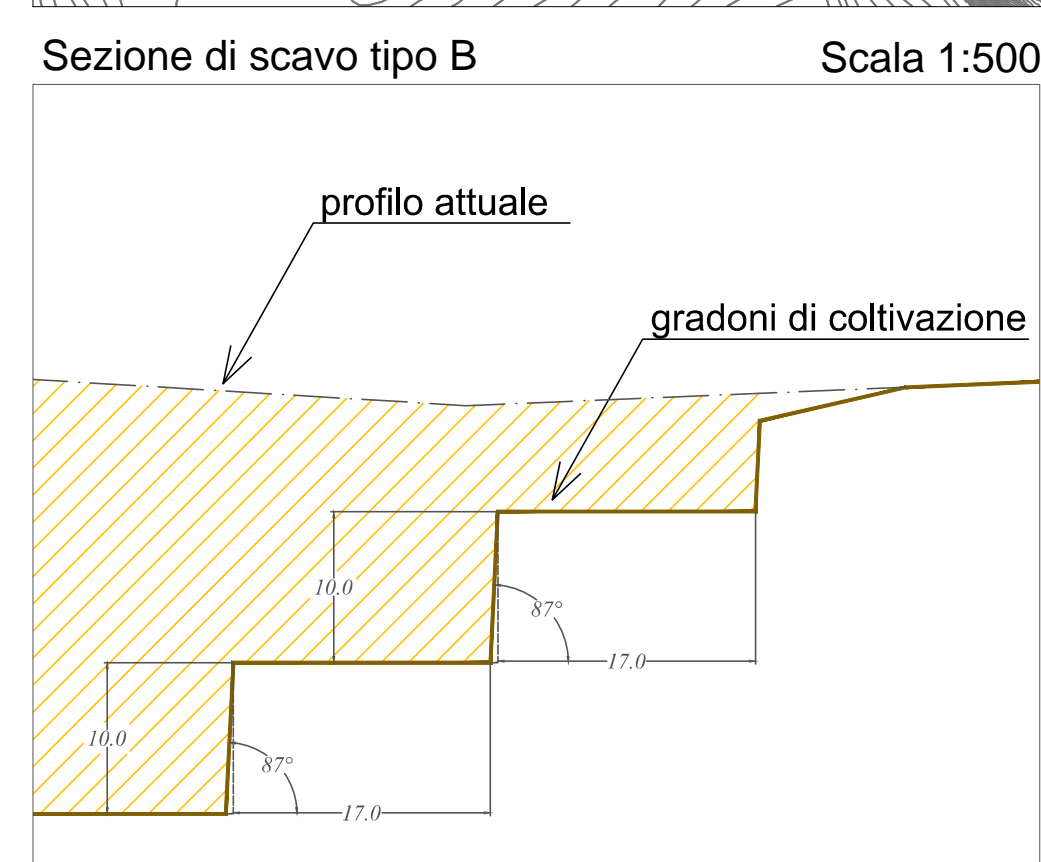 Sezione di scavo tipo B
Scala 1:500
profilo attuale
gradoni di coltivazione
10.0
87°
17.0
10.0
87°
17.0